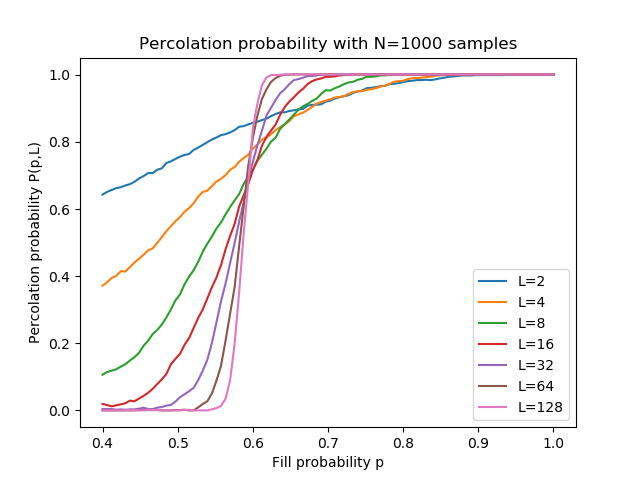 Percolation probability with N=1000 samples
Percolation probability P(p,L)
1.0
0.8
0.6
0.4
0.2
0.0
0.4 0.5 0.6 0.7 0.8 0.9 1.0
Fill probability p
L=2
L=4
L=8
L=16
L=32
L=64
L=128